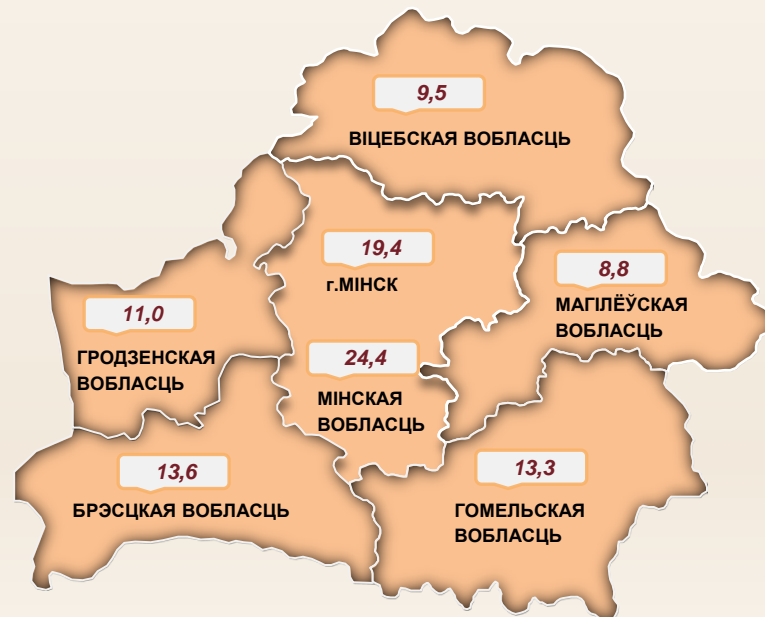 9,5
ВІЦЕБСКАЯ ВОБЛАСЦЬ
19,4
г.МІНСК
8,8
МАГІЛЁЎСКАЯ
ВОБЛАСЦЬ
11,0
ГРОДЗЕНСКАЯ
ВОБЛАСЦЬ
24,4
МІНСКАЯ
ВОБЛАСЦЬ
13,6
БРЭСЦКАЯ ВОБЛАСЦЬ
13,3
ГОМЕЛЬСКАЯ
ВОБЛАСЦЬ